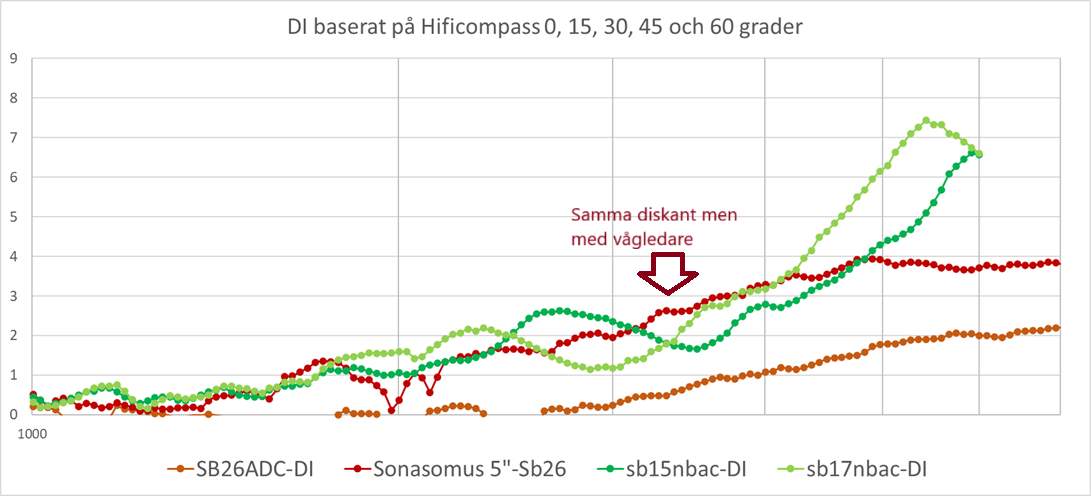 DI baserat på Hificompass 0, 15, 30, 45 och 60 grader
9
8
7
6
5
4
3
2
1
0
Samma diskant men
med vågledare
1000
SB26ADC-DI
Sonasomus 5"-Sb26
sb15nbac-DI
sb17nbac-DI